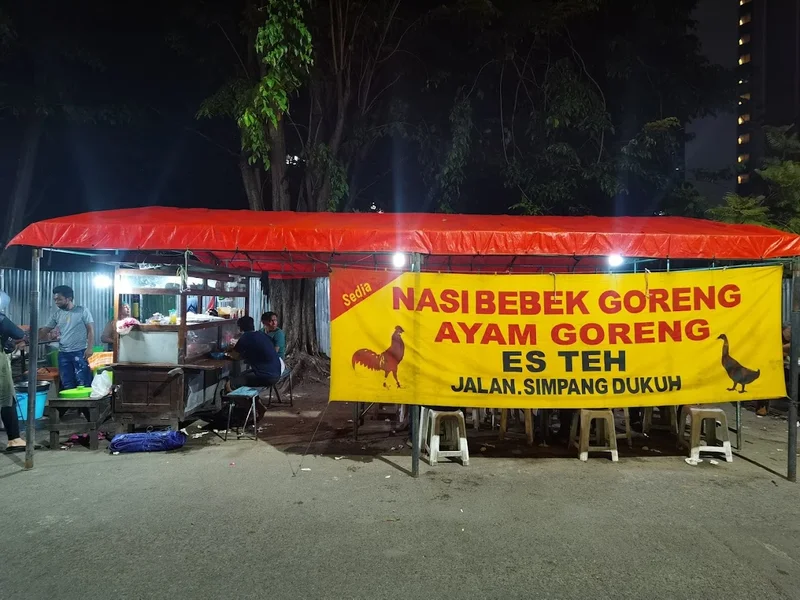 Sedia
NASI BEBEK GORENG
AYAM GORENG
ES TEH
JALAN.SIMPANG DUKUH